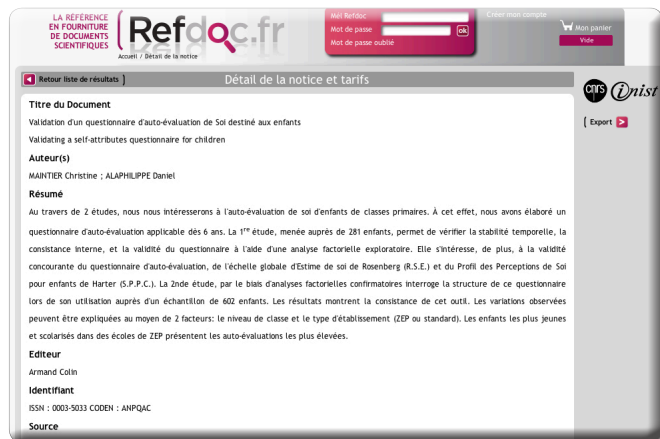 LA RÉFÉRENCE
EN FOURNITURE
DE DOCUMENTS
SCIENTIFIQUES
Refdoc.fr
Accueil / Détail de la notice
Mél Refdoc
Mot de passe
ok
Mot de passe oublié
Créer mon compte
Mon panier
Vide
Retour liste de résultats )
Détail de la notice et tarifs
cnrs inist
( Export
Titre du Document
Validation d'un questionnaire d'auto-évaluation de Soi destiné aux enfants
Validating a self-attributes questionnaire for children
Auteur(s)
MAINTIER Christine ; ALAPHILIPPE Daniel
Résumé
Au travers de 2 études, nous nous intéresserons à l'auto-évaluation de soi d'enfants de classes primaires. À cet effet, nous avons élaboré un
questionnaire d'auto-évaluation applicable dès 6 ans. La 1re étude, menée auprès de 281 enfants, permet de vérifier la stabilité temporelle, la
consistance interne, et la validité du questionnaire à l'aide d'une analyse factorielle exploratoire. Elle s'intéresse, de plus, à la validité
concourante du questionnaire d'auto-évaluation, de l'échelle globale d'Estime de soi de Rosenberg (R.S.E.) et du Profil des Perceptions de Soi
pour enfants de Harter (S.P.P.C.). La 2nde étude, par le biais d'analyses factorielles confirmatoires interroge la structure de ce questionnaire
lors de son utilisation auprès d'un échantillon de 602 enfants. Les résultats montrent la consistance de cet outil. Les variations observées
peuvent être expliquées au moyen de 2 facteurs: le niveau de classe et le type d'établissement (ZEP ou standard). Les enfants les plus jeunes
et scolarisés dans des écoles de ZEP présentent les auto-évaluations les plus élevées.
Editeur
Armand Colin
Identifiant
ISSN : 0003-5033 CODEN : ANPQAC
Source